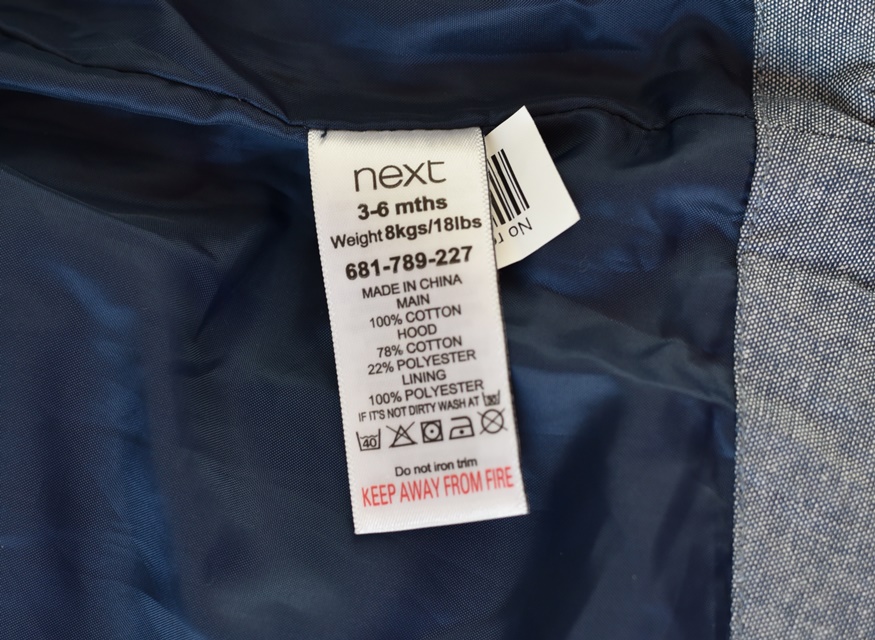 next
3-6 mths
Weight 8kgs/18lbs
681-789-227
MADE IN CHINA
MAIN
100% COTTON
HOOD
78% COTTON
22% POLYESTER
LINING
100% POLYESTER
IF IT'S NOT DIRTY WASH AT 30
40
Do not iron trim
KEEP AWAY FROM FIRE
No